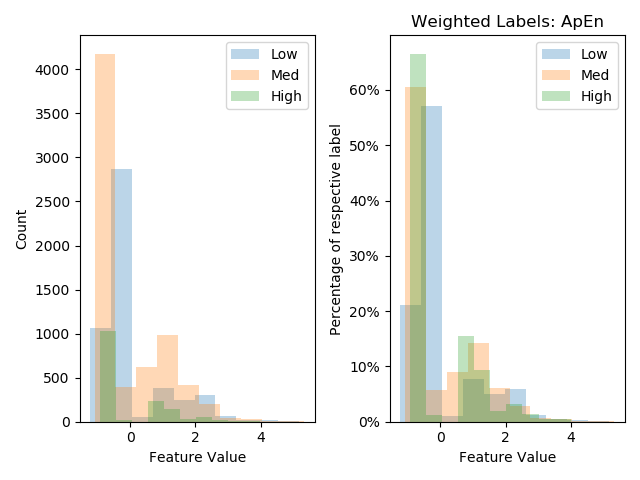 Weighted Labels: ApEn
Low
Med
High
4000
3500
3000
2500
2000
1500
1000
500
0
Count
0 2 4
Feature Value
Low
Med
High
60%
50%
40%
30%
20%
10%
0%
Percentage of respective label
0 2 4
Feature Value